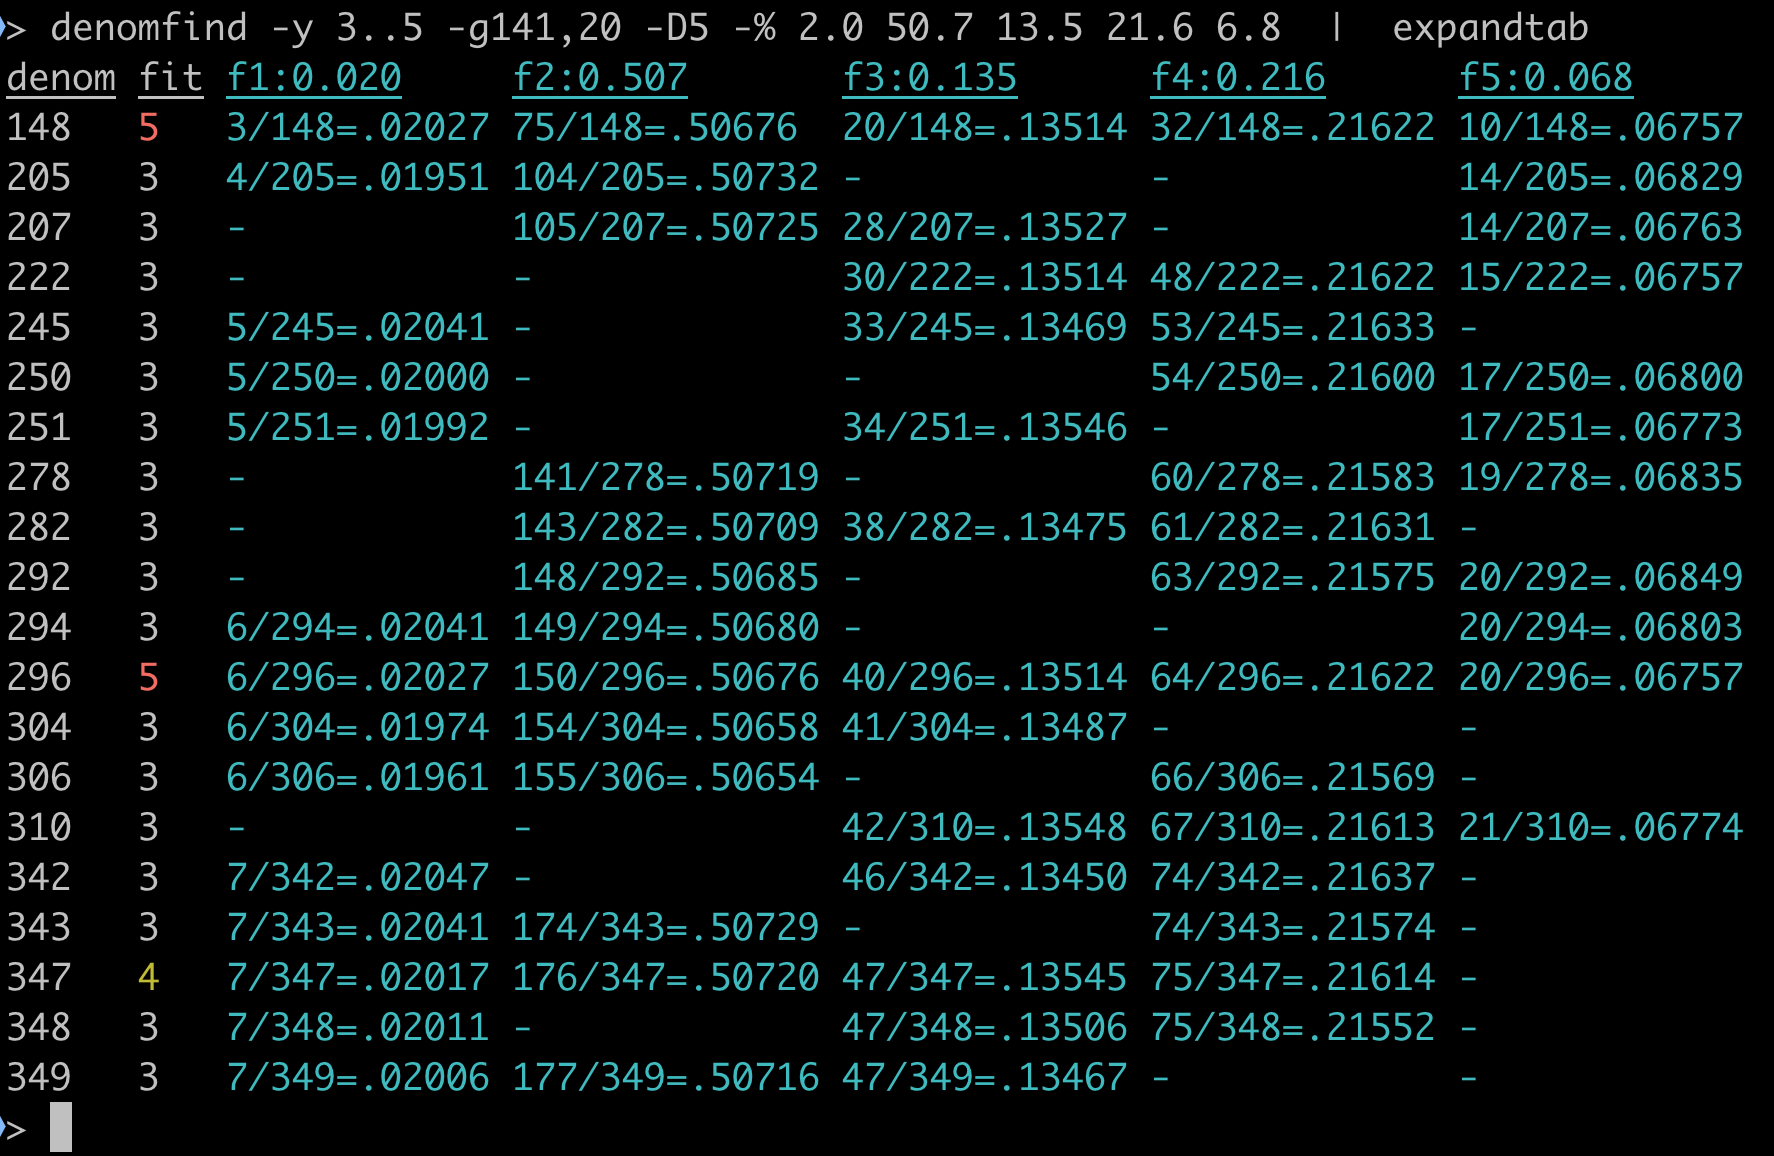 > denomfind -y 3..5 -g141,20 -D5 -% 2.0 50.7 13.5 21.6 6.8 | expandtab
denom fit f1:0.020 f2:0.507 f3:0.135 f4:0.216 f5:0.068
148 5 3/148=.02027 75/148=.50676 20/148=.13514 32/148=.21622 10/148=.06757
205 3 4/205=.01951 104/205=.50732 - - 14/205=.06829
207 3 - 105/207=.50725 28/207=.13527 - 14/207=.06763
222 3 - - 30/222=.13514 48/222=.21622 15/222=.06757
245 3 5/245=.02041 - 33/245=.13469 53/245=.21633 -
250 3 5/250=.02000 - - 54/250=.21600 17/250=.06800
251 3 5/251=.01992 - 34/251=.13546 - 17/251=.06773
278 3 - 141/278=.50719 - 60/278=.21583 19/278=.06835
282 3 - 143/282=.50709 38/282=.13475 61/282=.21631 -
292 3 - 148/292=.50685 - 63/292=.21575 20/292=.06849
294 3 6/294=.02041 149/294=.50680 - - 20/294=.06803
296 5 6/296=.02027 150/296=.50676 40/296=.13514 64/296=.21622 20/296=.06757
304 3 6/304=.01974 154/304=.50658 41/304=.13487 - -
306 3 6/306=.01961 155/306=.50654 - 66/306=.21569 -
310 3 - - 42/310=.13548 67/310=.21613 21/310=.06774
342 3 7/342=.02047 - 46/342=.13450 74/342=.21637 -
343 3 7/343=.02041 174/343=.50729 - 74/343=.21574 -
347 4 7/347=.02017 176/347=.50720 47/347=.13545 75/347=.21614 -
348 3 7/348=.02011 - 47/348=.13506 75/348=.21552 -
349 3 7/349=.02006 177/349=.50716 47/349=.13467 - -
>